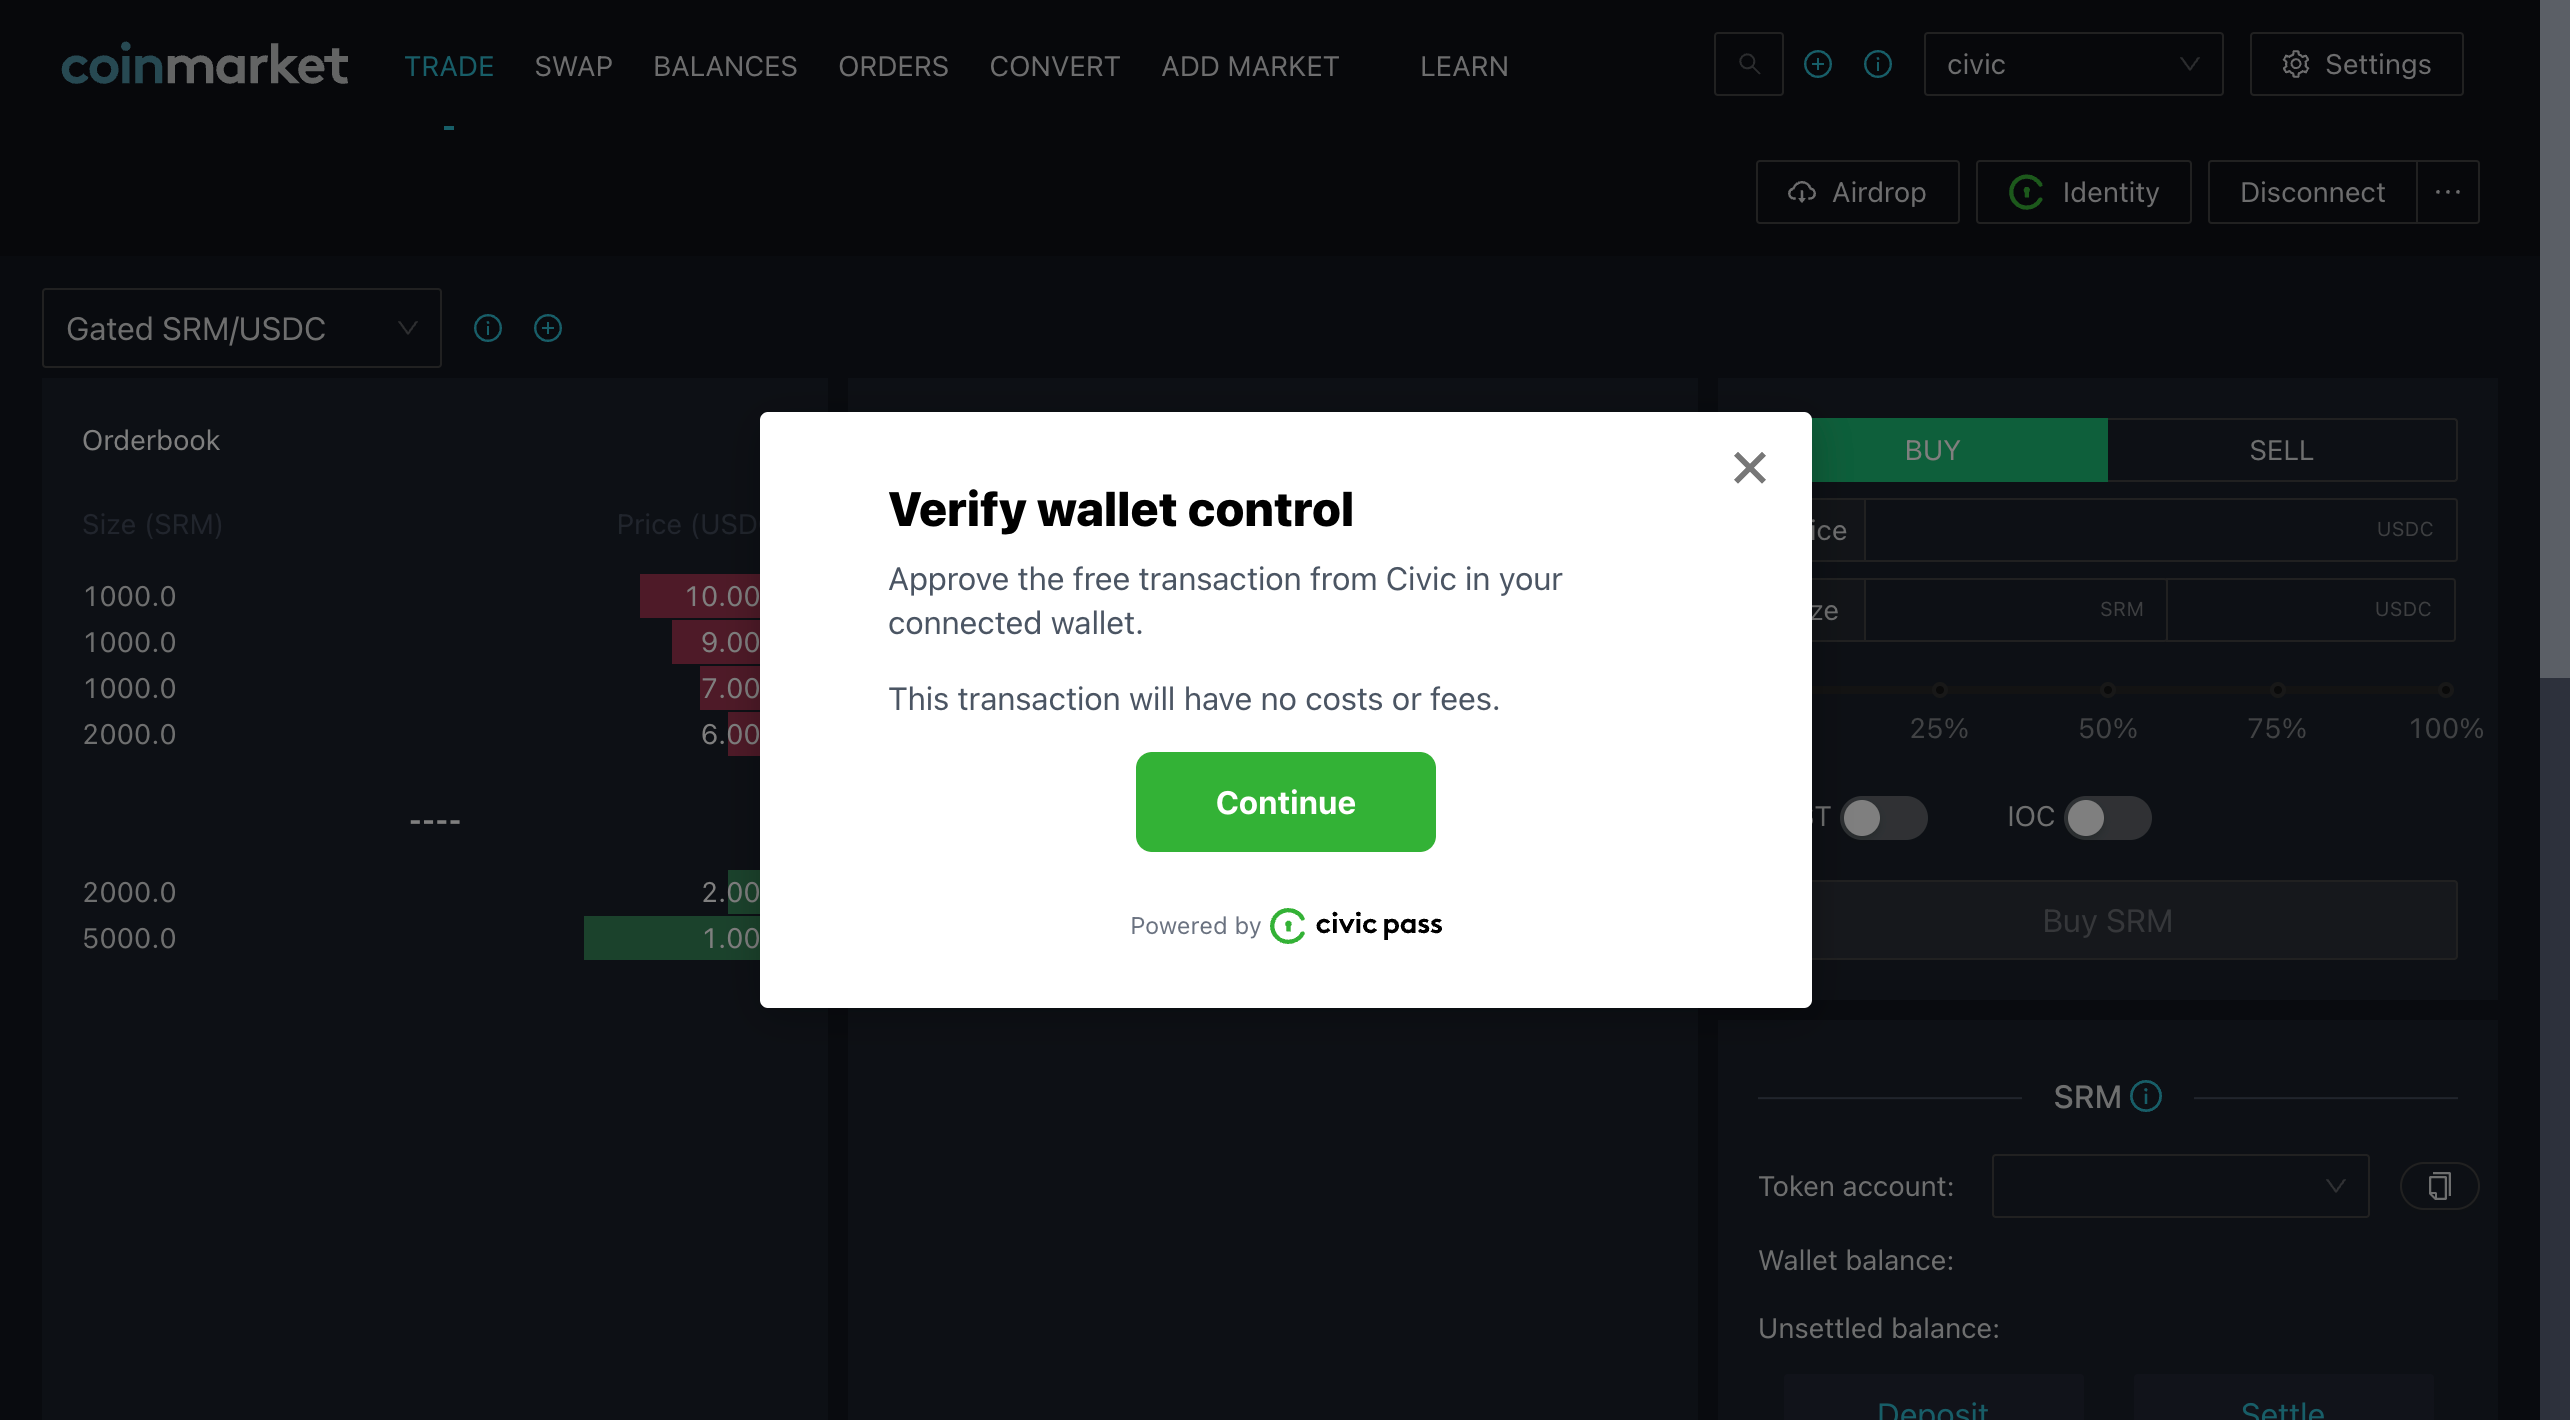 coinmarket TRADE SWAP BALANCES ORDERS CONVERT ADD MARKET LEARN civic Settings
Airdrop Identity Disconnect ...
Gated SRM/USDC
Orderbook
Size (SRM) Price (USD
1000.0 10.00
1000.0 9.00
1000.0 7.00
2000.0 6.00
----
2000.0 2.00
5000.0 1.00
Verify wallet control
Approve the free transaction from Civic in your
connected wallet.
This transaction will have no costs or fees.
Continue
Powered by civic pass
BUY SELL
ice USDC
ze SRM USDC
25% 50% 75% 100%
T IOC
Buy SRM
SRM
Token account:
Wallet balance:
Unsettled balance:
Deposit Settle